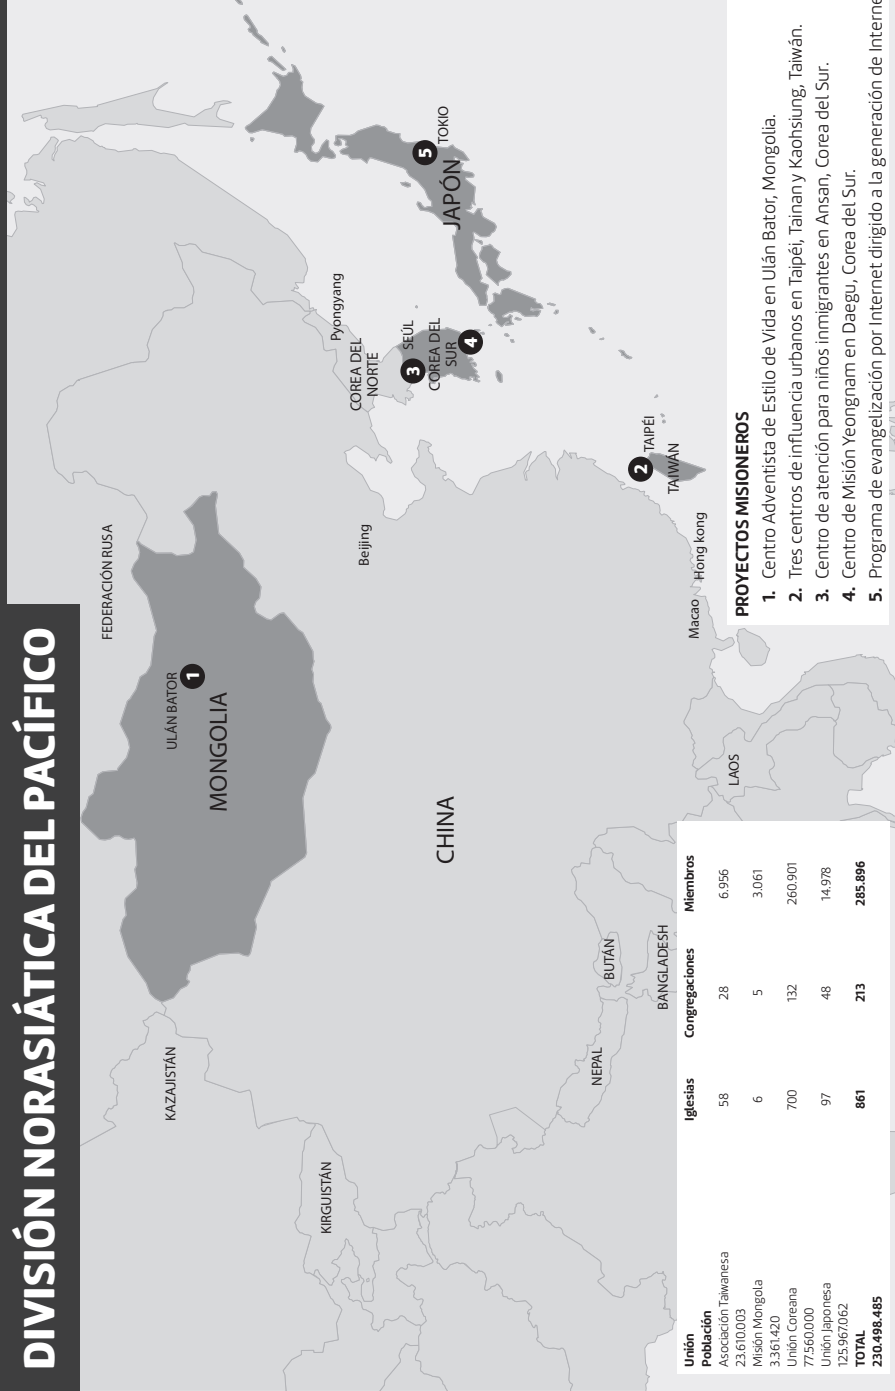 DIVISIÓN NORASIÁTICA DEL PACÍFICO
FEDERACIÓN RUSA
KAZAJISTÁN
ULÁN BATOR
1
MONGOLIA
KIRGUISTÁN
CHINA
Beijing
Pyongyang
COREA DEL
NORTE
3
SEÚL
COREA DEL
SUR
4
5
TOKIO
JAPÓN
2
TAIPÉI
TAIWÁN
Macao
Hong kong
LAOS
NEPAL
BUTÁN
BANGLADESH
Unión Iglesias Congregaciones Miembros
Población
Asociación Taiwanesa 58 28 6.956
23.610.003
Misión Mongola 6 5 3.061
3.361.420
Unión Coreana 700 132 260.901
77.560.000
Unión Japonesa 97 48 14.978
125.967.062
TOTAL 861 213 285.896
230.498.485
PROYECTOS MISIONEROS
1. Centro Adventista de Estilo de Vida en Ulán Bator, Mongolia.
2. Tres centros de influencia urbanos en Taipéi, Tainan y Kaohsiung, Taiwán.
3. Centro de atención para niños inmigrantes en Ansan, Corea del Sur.
4. Centro de Misión Yeongnam en Daegu, Corea del Sur.
5. Programa de evangelización por Internet dirigido a la generación de Interne